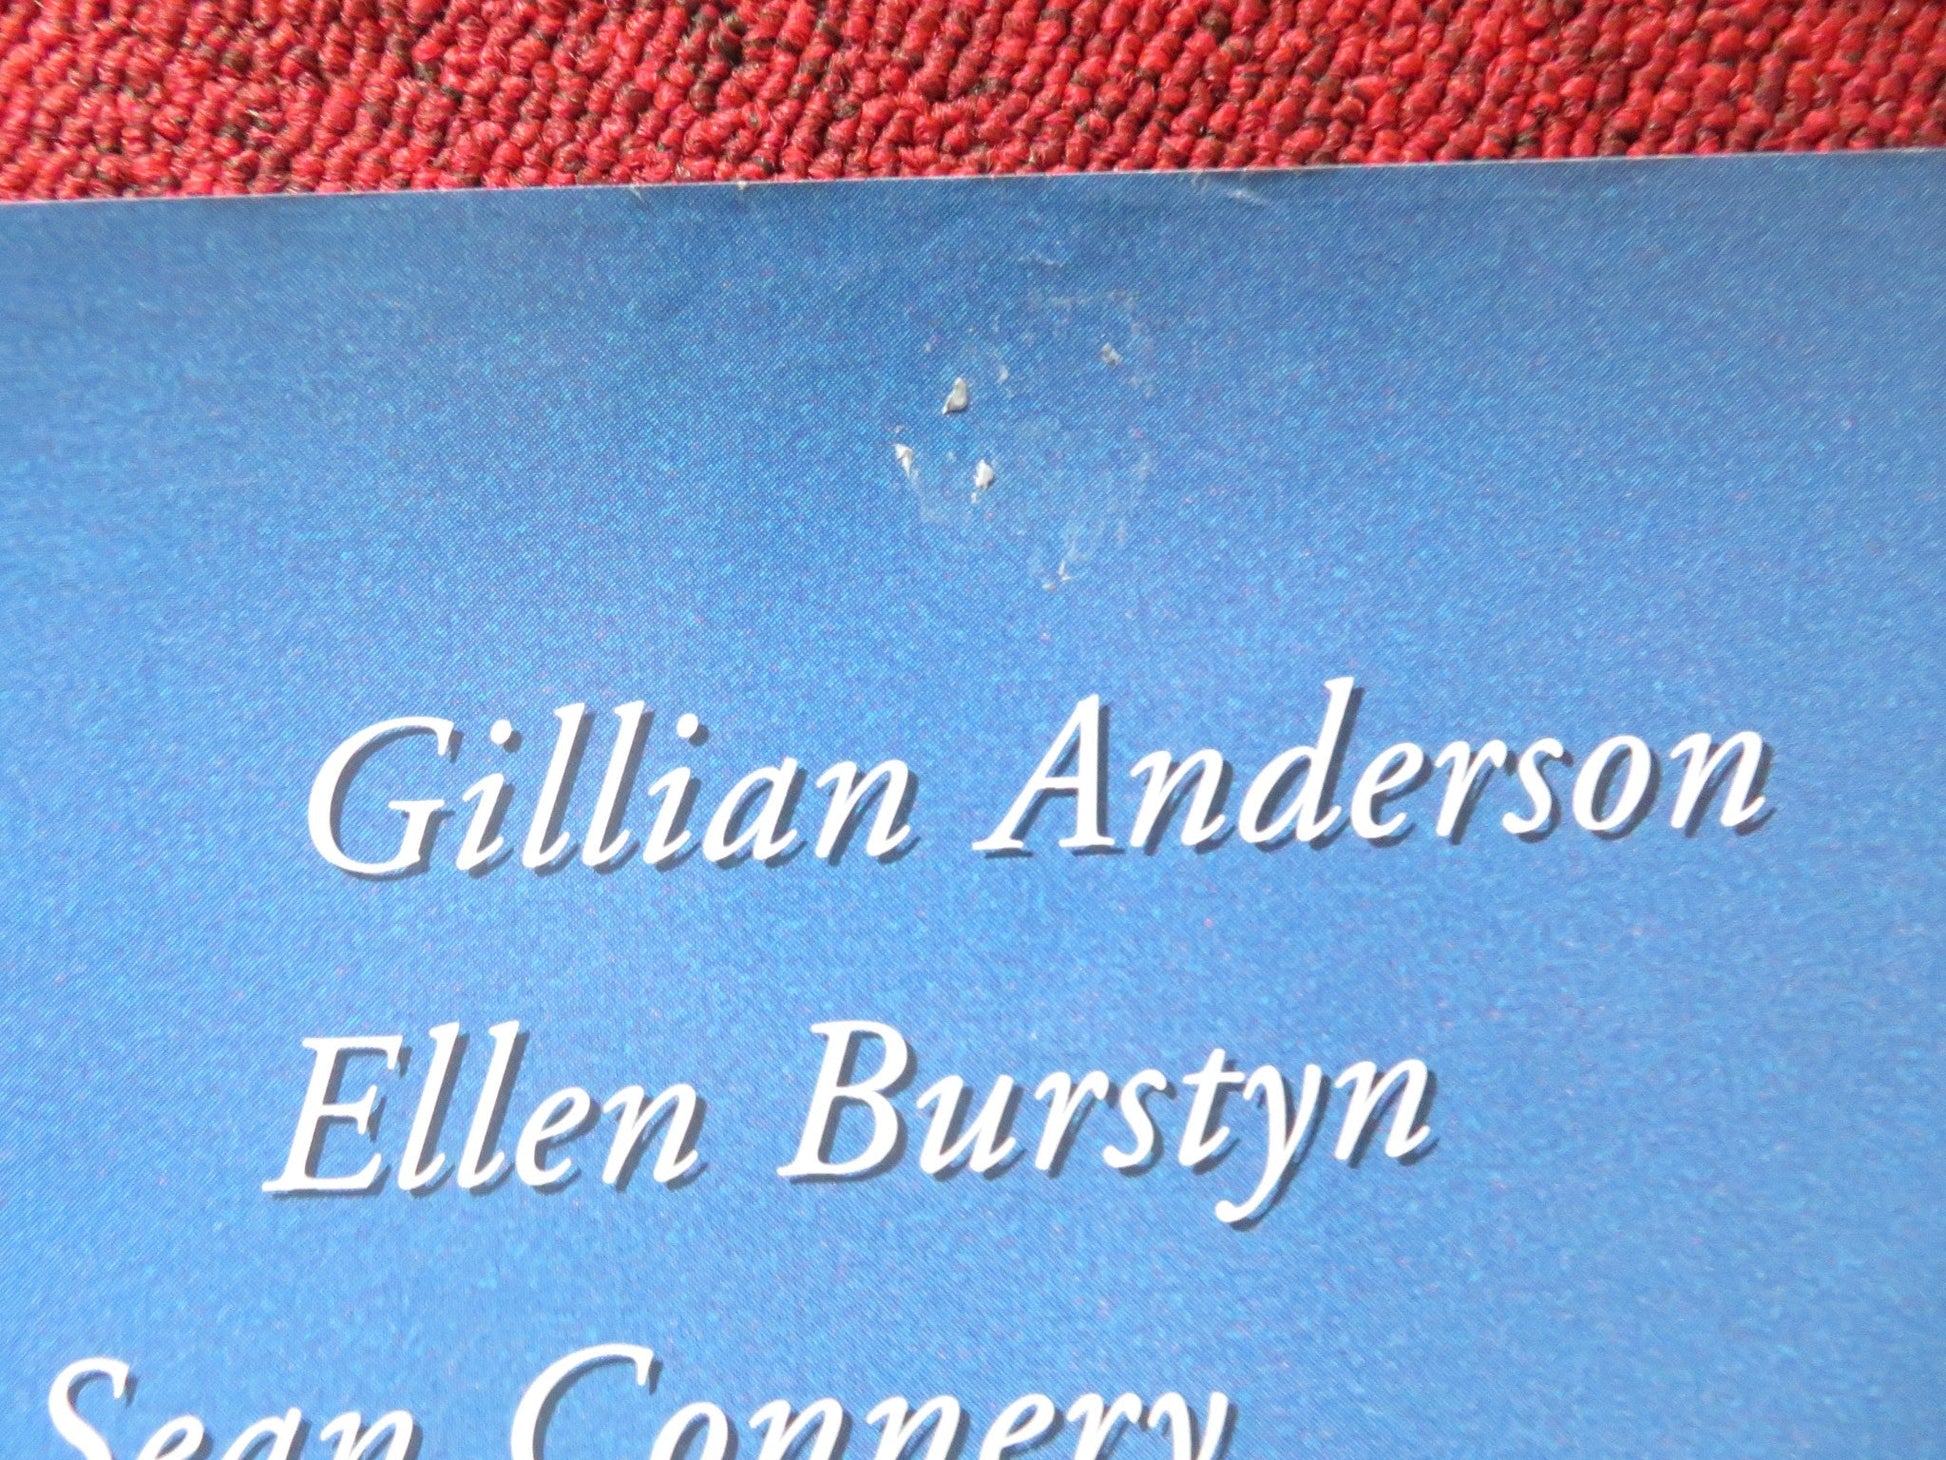 Gillian Anderson
Ellen Burstyn
Sean Connery